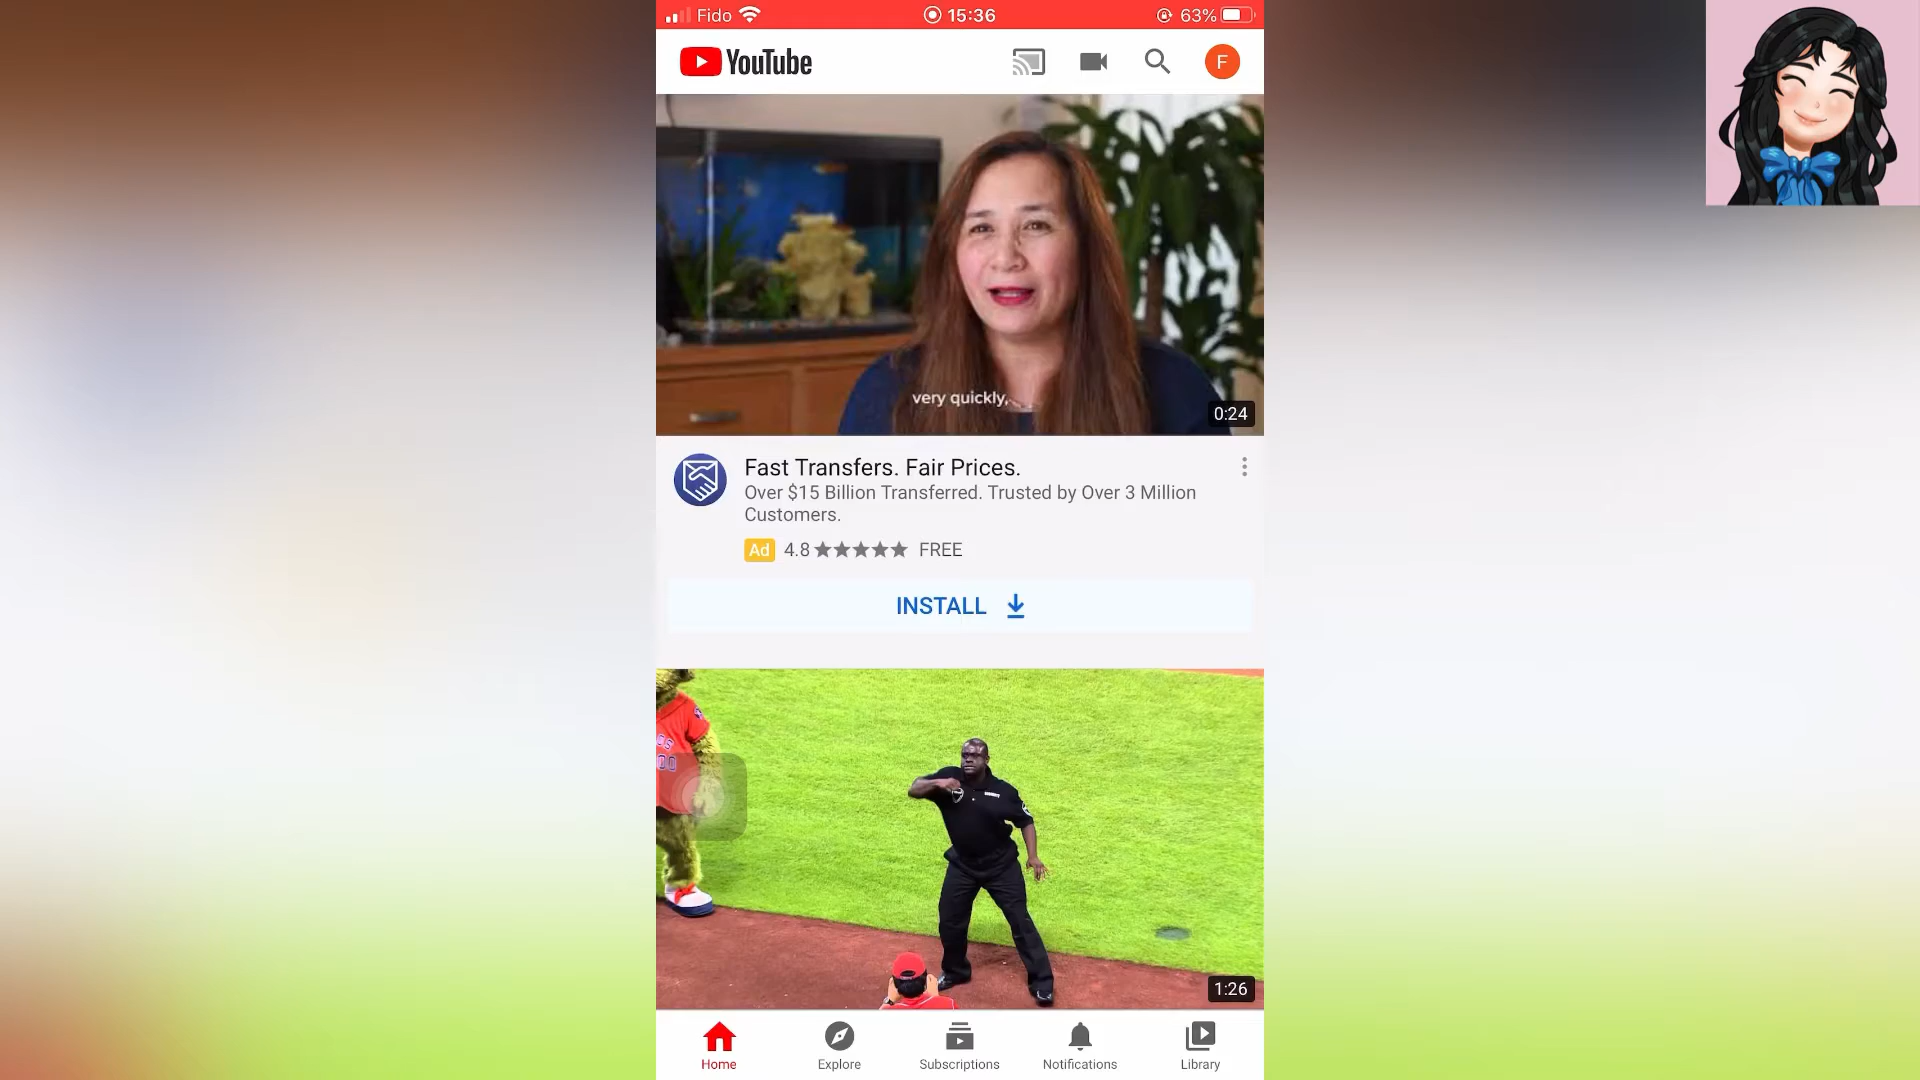 Fido
15:36
63%
YouTube
F
very quickly,
0:24
Fast Transfers. Fair Prices.
Over $15 Billion Transferred. Trusted by Over 3 Million
Customers.
Ad 4.8 FREE
INSTALL
1:26
Home
Explore
Subscriptions
Notifications
Library